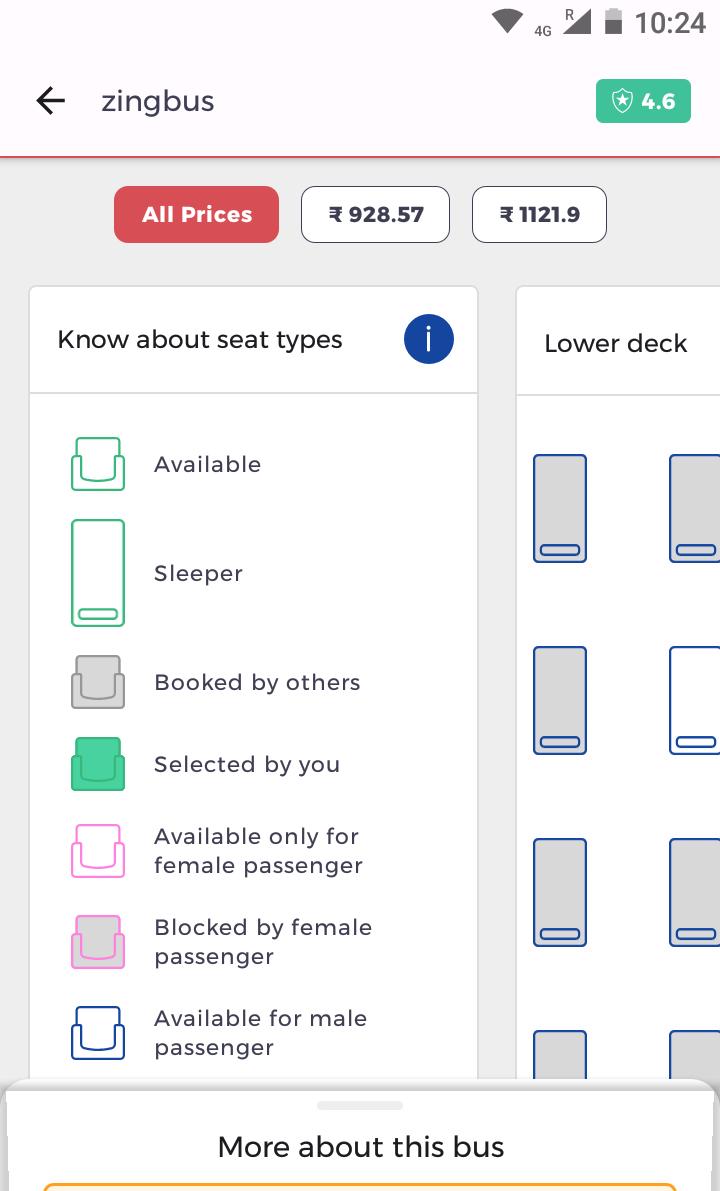 4G R 10:24
zingbus 4.6
All Prices ₹ 928.57 ₹ 1121.9
Know about seat types i
Lower deck
Available
Sleeper
Booked by others
Selected by you
Available only for
female passenger
Blocked by female
passenger
Available for male
passenger
More about this bus